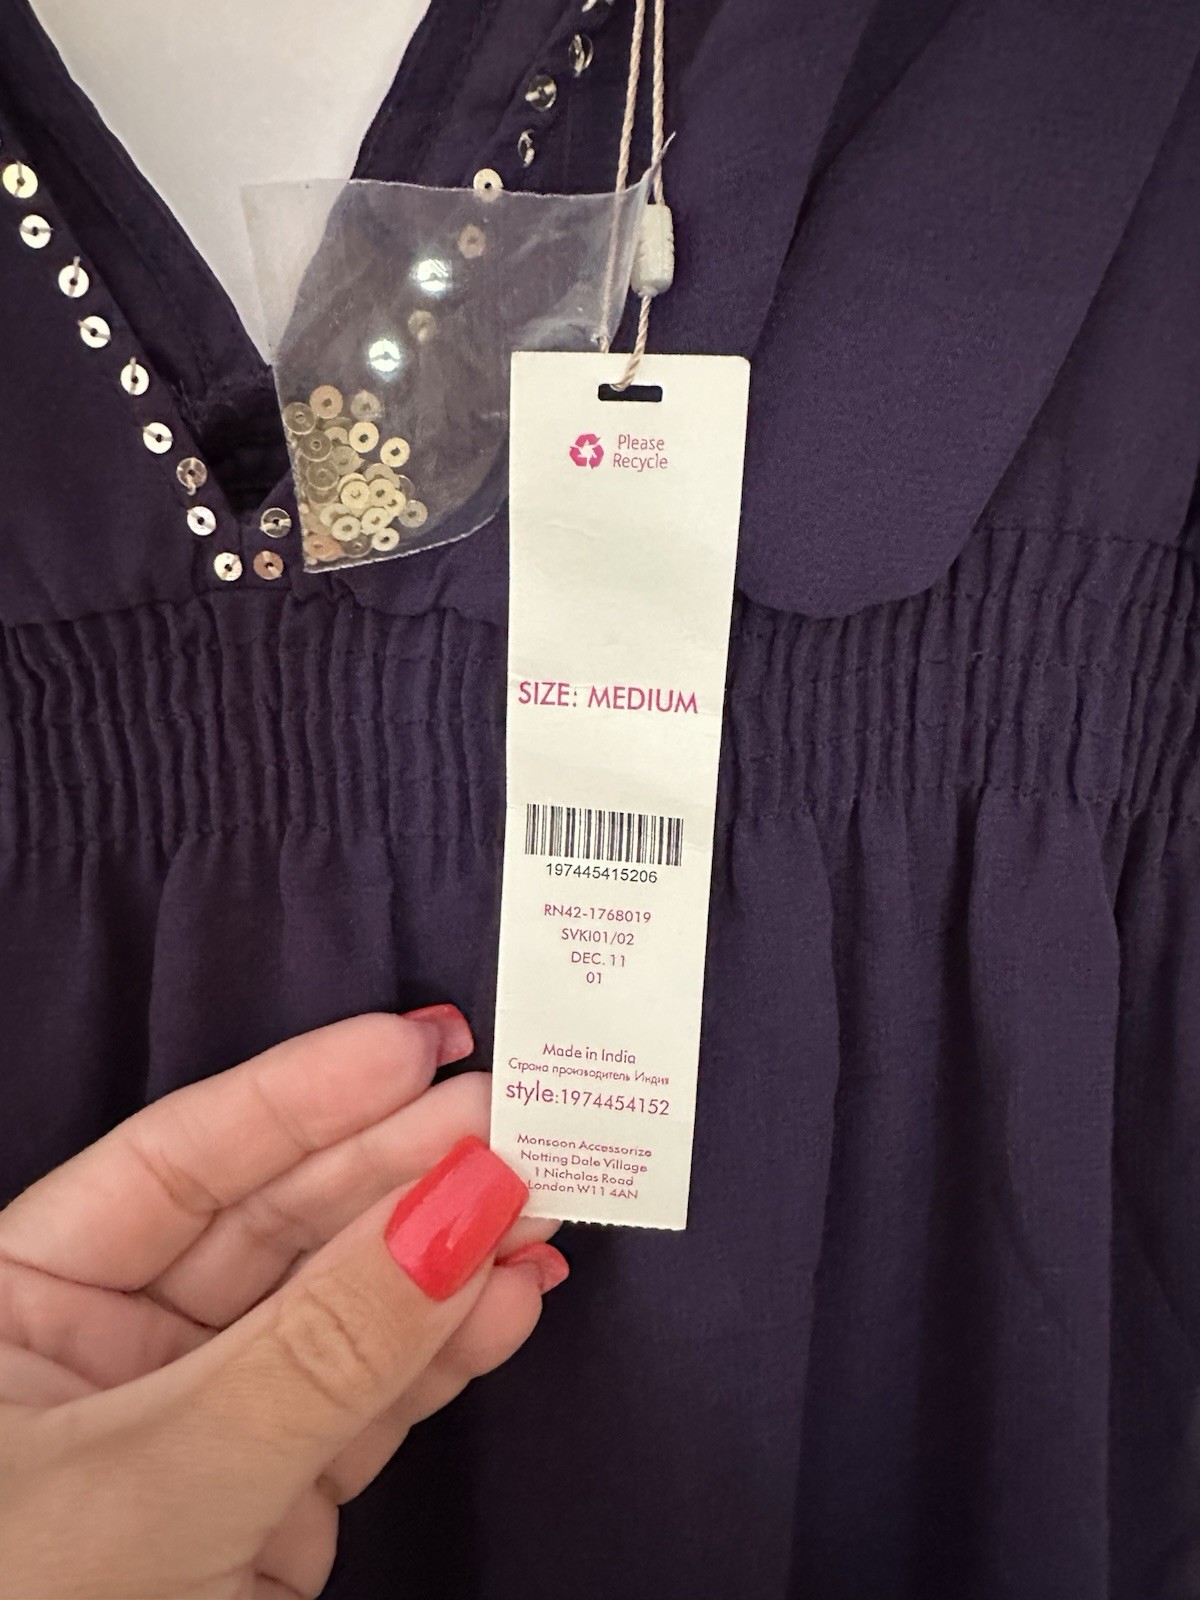 Please
Recycle
SIZE: MEDIUM
197445415206
RN42-1768019
SVKI01/02
DEC. 11
01
Made in India
Страна производитель Индия
style:1974454152
Monsoon Accessorize
Notting Dale Village
1 Nicholas Road
London W11 4AN